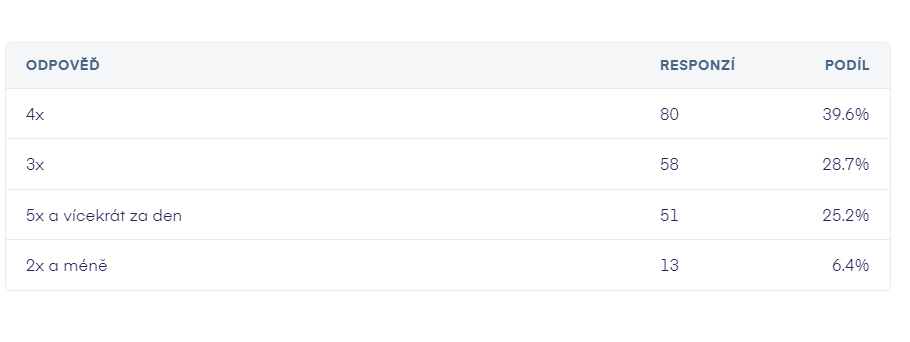 ODPOVĚĎ RESPONZÍ PODÍL
4x 80 39.6%
3x 58 28.7%
5x a vícekrát za den 51 25.2%
2x a méně 13 6.4%